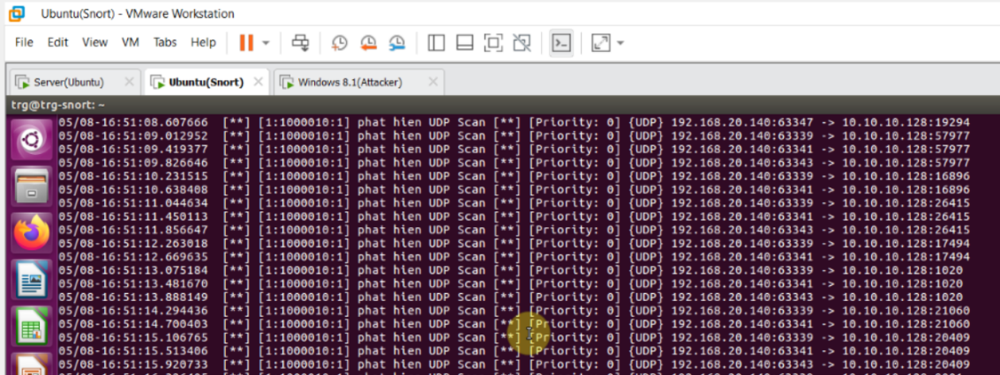 Ubuntu(Snort) - VMware Workstation
File Edit View VM Tabs Help
Server(Ubuntu) Ubuntu(Snort) Windows 8.1(Attacker)
trg@trg-snort: ~
05/08-16:51:08.607666 [**] [1:1000010:1] phat hien UDP Scan [**] [Priority: 0] {UDP} 192.168.20.140:63347 -> 10.10.10.128:19294
05/08-16:51:09.012952 [**] [1:1000010:1] phat hien UDP Scan [**] [Priority: 0] {UDP} 192.168.20.140:63339 -> 10.10.10.128:57977
05/08-16:51:09.419377 [**] [1:1000010:1] phat hien UDP Scan [**] [Priority: 0] {UDP} 192.168.20.140:63341 -> 10.10.10.128:57977
05/08-16:51:09.826646 [**] [1:1000010:1] phat hien UDP Scan [**] [Priority: 0] {UDP} 192.168.20.140:63343 -> 10.10.10.128:57977
05/08-16:51:10.231515 [**] [1:1000010:1] phat hien UDP Scan [**] [Priority: 0] {UDP} 192.168.20.140:63339 -> 10.10.10.128:16896
05/08-16:51:10.638408 [**] [1:1000010:1] phat hien UDP Scan [**] [Priority: 0] {UDP} 192.168.20.140:63341 -> 10.10.10.128:16896
05/08-16:51:11.044634 [**] [1:1000010:1] phat hien UDP Scan [**] [Priority: 0] {UDP} 192.168.20.140:63339 -> 10.10.10.128:26415
05/08-16:51:11.450113 [**] [1:1000010:1] phat hien UDP Scan [**] [Priority: 0] {UDP} 192.168.20.140:63341 -> 10.10.10.128:26415
05/08-16:51:11.856647 [**] [1:1000010:1] phat hien UDP Scan [**] [Priority: 0] {UDP} 192.168.20.140:63343 -> 10.10.10.128:26415
05/08-16:51:12.263018 [**] [1:1000010:1] phat hien UDP Scan [**] [Priority: 0] {UDP} 192.168.20.140:63339 -> 10.10.10.128:17494
05/08-16:51:12.669635 [**] [1:1000010:1] phat hien UDP Scan [**] [Priority: 0] {UDP} 192.168.20.140:63341 -> 10.10.10.128:17494
05/08-16:51:13.075184 [**] [1:1000010:1] phat hien UDP Scan [**] [Priority: 0] {UDP} 192.168.20.140:63339 -> 10.10.10.128:1020
05/08-16:51:13.481670 [**] [1:1000010:1] phat hien UDP Scan [**] [Priority: 0] {UDP} 192.168.20.140:63341 -> 10.10.10.128:1020
05/08-16:51:13.888149 [**] [1:1000010:1] phat hien UDP Scan [**] [Priority: 0] {UDP} 192.168.20.140:63343 -> 10.10.10.128:1020
05/08-16:51:14.294436 [**] [1:1000010:1] phat hien UDP Scan [**] [Priority: 0] {UDP} 192.168.20.140:63339 -> 10.10.10.128:21060
05/08-16:51:14.700403 [**] [1:1000010:1] phat hien UDP Scan [**] [Priority: 0] {UDP} 192.168.20.140:63341 -> 10.10.10.128:21060
05/08-16:51:15.106765 [**] [1:1000010:1] phat hien UDP Scan [**] [Priority: 0] {UDP} 192.168.20.140:63339 -> 10.10.10.128:20409
05/08-16:51:15.513406 [**] [1:1000010:1] phat hien UDP Scan [**] [Priority: 0] {UDP} 192.168.20.140:63341 -> 10.10.10.128:20409
05/08-16:51:15.920733 [**] [1:1000010:1] phat hien UDP Scan [**] [Priority: 0] {UDP} 192.168.20.140:63343 -> 10.10.10.128:20409